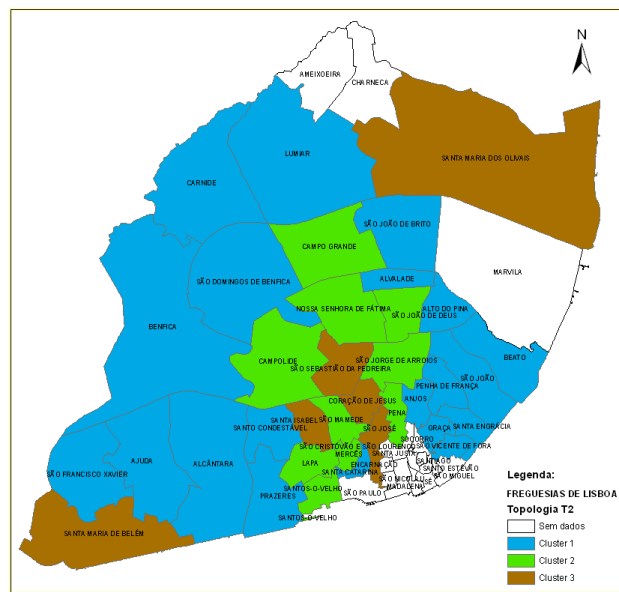 N
AMEIXOEIRA
CHARNECA
LUMIAR
SANTA MARIA DOS OLIVAIS
CARNIDE
SÃO JOÃO DE BRITO
CAMPO GRANDE
MARVILA
ALVALADE
SÃO DOMINGOS DE BENFICA
NOSSA SENHORA DE FÁTIMA
ALTO DO PINA
SÃO JOÃO DE DEUS
BENFICA
BEATO
CAMPOLIDE
SÃO JORGE DE ARROIOS
SÃO SEBASTIÃO DA PEDREIRA
SÃO JOÃO
PENHA DE FRANÇA
CORAÇÃO DE JESUS
ANJOS
SANTA ISABEL
PENA
SÃO MAMEDE
SANTO CONDESTÁVEL
SÃO JOSÉ
GRAÇA
SANTA ENGRÁCIA
SOCORRO
SÃO CRISTÓVÃO E SÃO LOURENÇO
SÃO VICENTE DE FORA
MERCÊS
SANTA JUSTA
AJUDA
LAPA
ENCARNAÇÃO
SANTIAGO
ALCÂNTARA
SÃO FRANCISCO XAVIER
SANTA CATARINA
SANTO ESTÊVÃO
SÃO NICOLAU
SÃO MIGUEL
SANTOS-O-VELHO
SÉ
MADALENA
PRAZERES
SÃO PAULO
SANTOS-O-VELHO
SANTA MARIA DE BELÉM
Legenda:
FREGUESIAS DE LISBOA
Topologia T2
Sem dados
Cluster 1
Cluster 2
Cluster 3